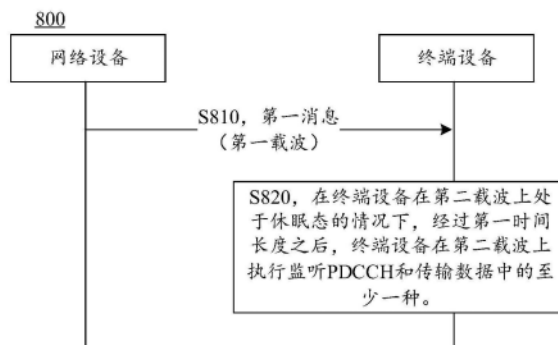 800
网络设备
终端设备
S810，第一消息
（第一载波）
S820，在终端设备在第二载波上处
于休眠态的情况下，经过第一时间
长度之后，终端设备在第二载波上
执行监听PDCCH和传输数据中的至
少一种。